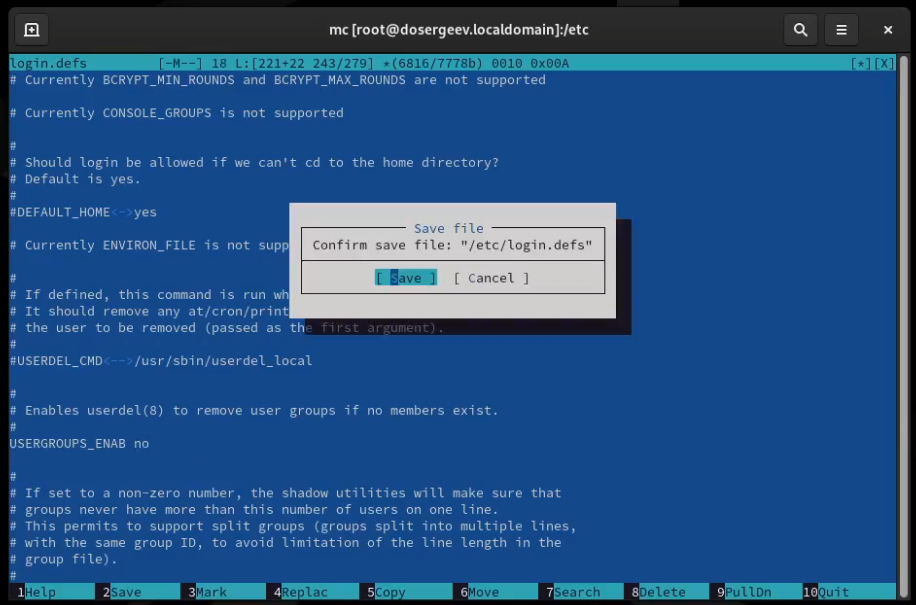 mc [root@dosergeev.localdomain]:/etc
login.defs [-M--] 18 L:[221+22 243/279] *(6816/7778b) 0010 0x00A [*][X]
# Currently BCRYPT_MIN_ROUNDS and BCRYPT_MAX_ROUNDS are not supported
# Currently CONSOLE_GROUPS is not supported
#
# Should login be allowed if we can't cd to the home directory?
# Default is yes.
#
#DEFAULT_HOME<->yes
# Currently ENVIRON_FILE is not supp
#
# If defined, this command is run wh
# It should remove any at/cron/print
# the user to be removed (passed as the first argument).
#
#USERDEL_CMD<-->/usr/sbin/userdel_local
#
# Enables userdel(8) to remove user groups if no members exist.
#
USERGROUPS_ENAB no
#
# If set to a non-zero number, the shadow utilities will make sure that
# groups never have more than this number of users on one line.
# This permits to support split groups (groups split into multiple lines,
# with the same group ID, to avoid limitation of the line length in the
# group file).
#
Save file
Confirm save file: "/etc/login.defs"
[ Save ] [ Cancel ]
1Help 2Save 3Mark 4Replac 5Copy 6Move 7Search 8Delete 9PullDn 10Quit